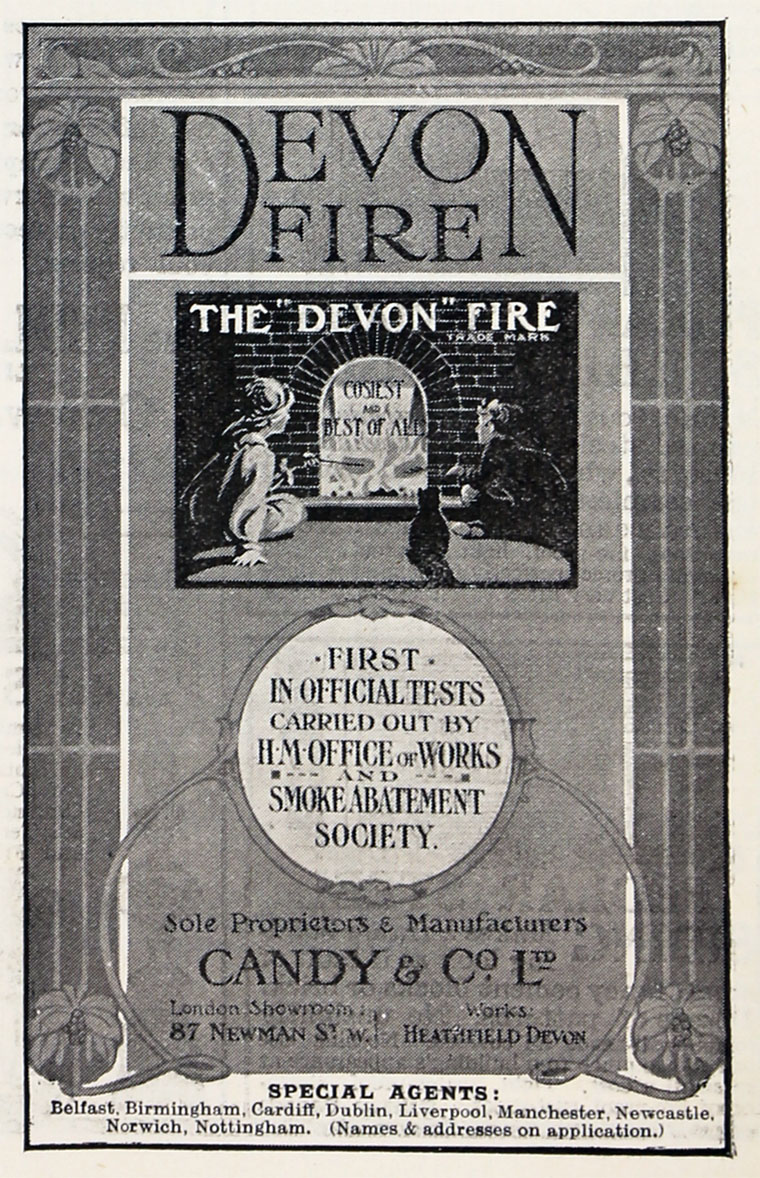 DEVON
FIRE
THE "DEVON" FIRE
TRADE MARK
COSIEST
AND
BEST OF ALL
·FIRST·
IN OFFICIAL TESTS
CARRIED OUT BY
H·M·OFFICE OF WORKS
AND
SMOKE ABATEMENT
SOCIETY.
Sole Proprietors & Manufacturers
CANDY & CO LTD
London Showroom: Works:
87 NEWMAN ST W. HEATHFIELD DEVON
SPECIAL AGENTS:
Belfast, Birmingham, Cardiff, Dublin, Liverpool, Manchester, Newcastle,
Norwich, Nottingham. (Names & addresses on application.)